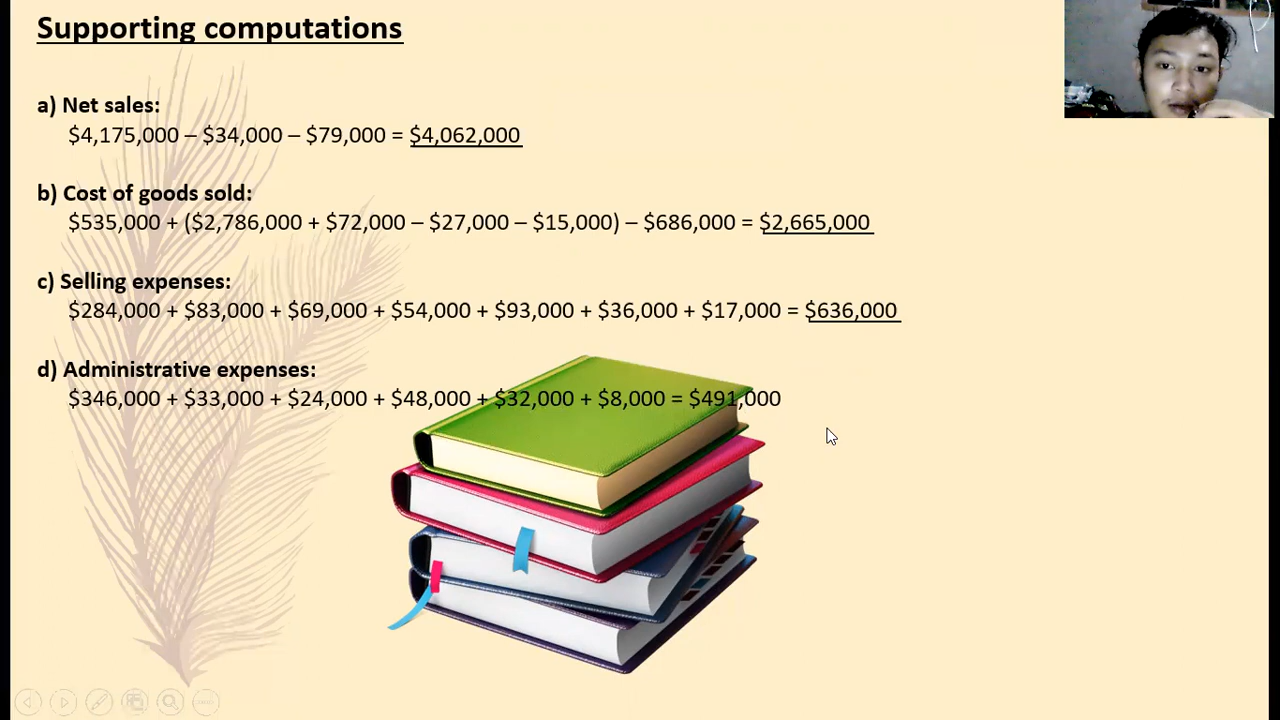 Supporting computations
a) Net sales:
$4,175,000 – $34,000 – $79,000 = $4,062,000
b) Cost of goods sold:
$535,000 + ($2,786,000 + $72,000 – $27,000 – $15,000) – $686,000 = $2,665,000
c) Selling expenses:
$284,000 + $83,000 + $69,000 + $54,000 + $93,000 + $36,000 + $17,000 = $636,000
d) Administrative expenses:
$346,000 + $33,000 + $24,000 + $48,000 + $32,000 + $8,000 = $491,000